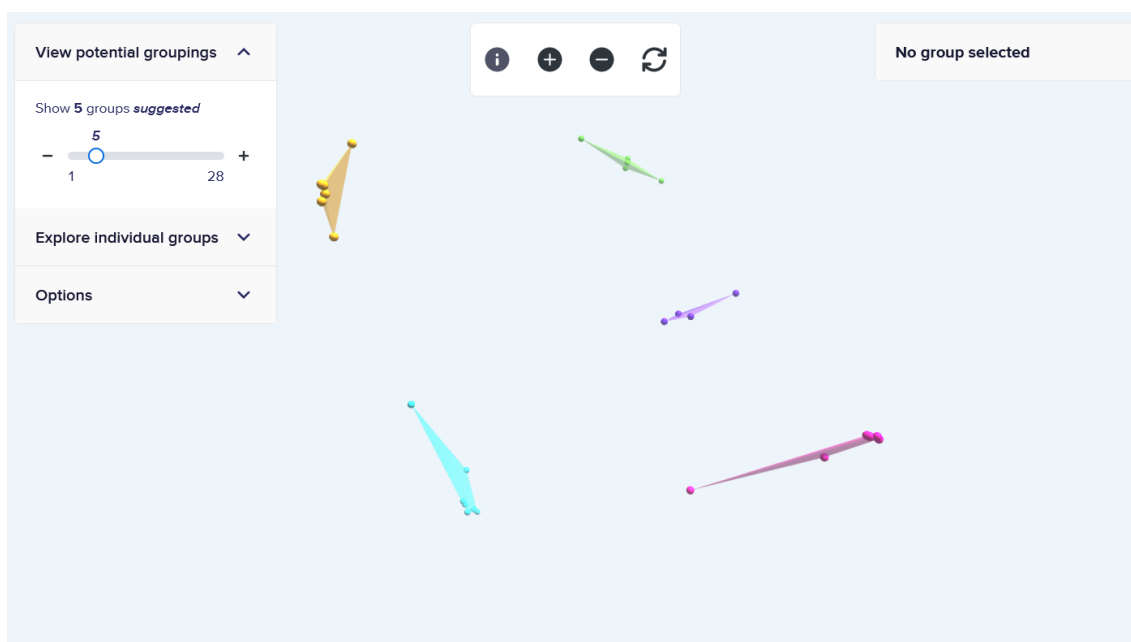 View potential groupings
Show 5 groups suggested
5
− +
1 28
Explore individual groups
Options
No group selected